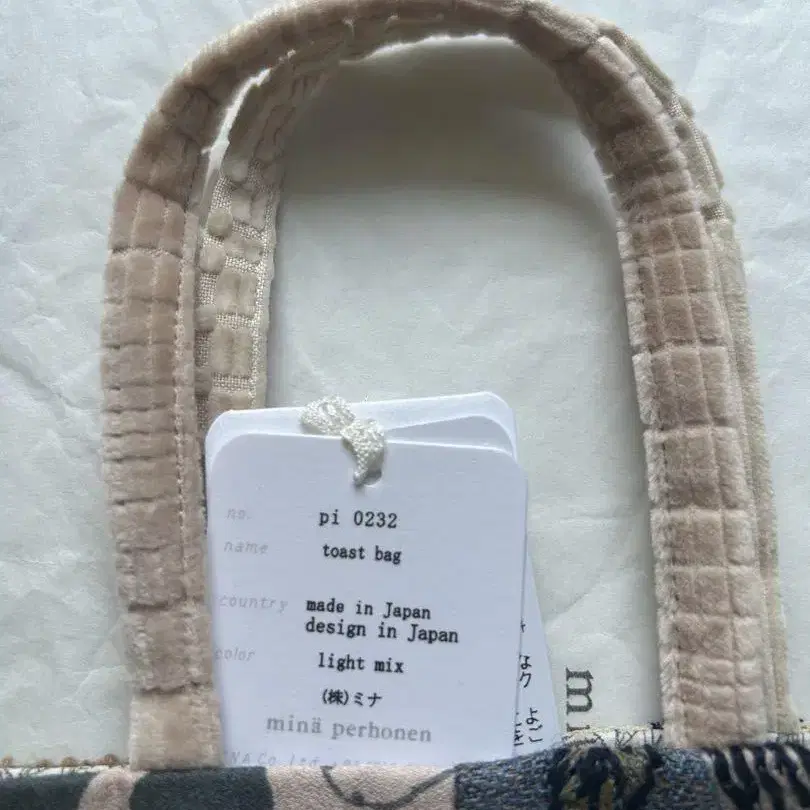 no. pi 0232
name toast bag
country made in Japan
design in Japan
color light mix
(株)ミナ
minä perhonen